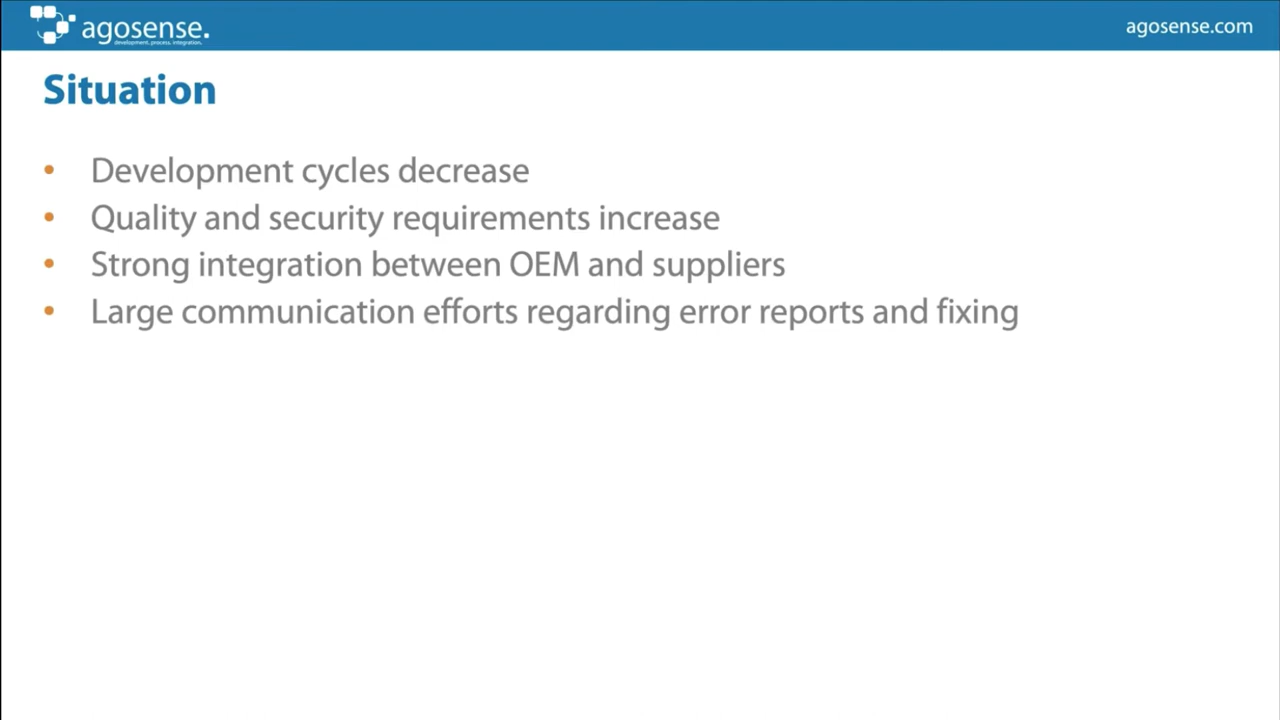 agosense.
development. process. integration.
agosense.com
Situation
• Development cycles decrease
• Quality and security requirements increase
• Strong integration between OEM and suppliers
• Large communication efforts regarding error reports and fixing